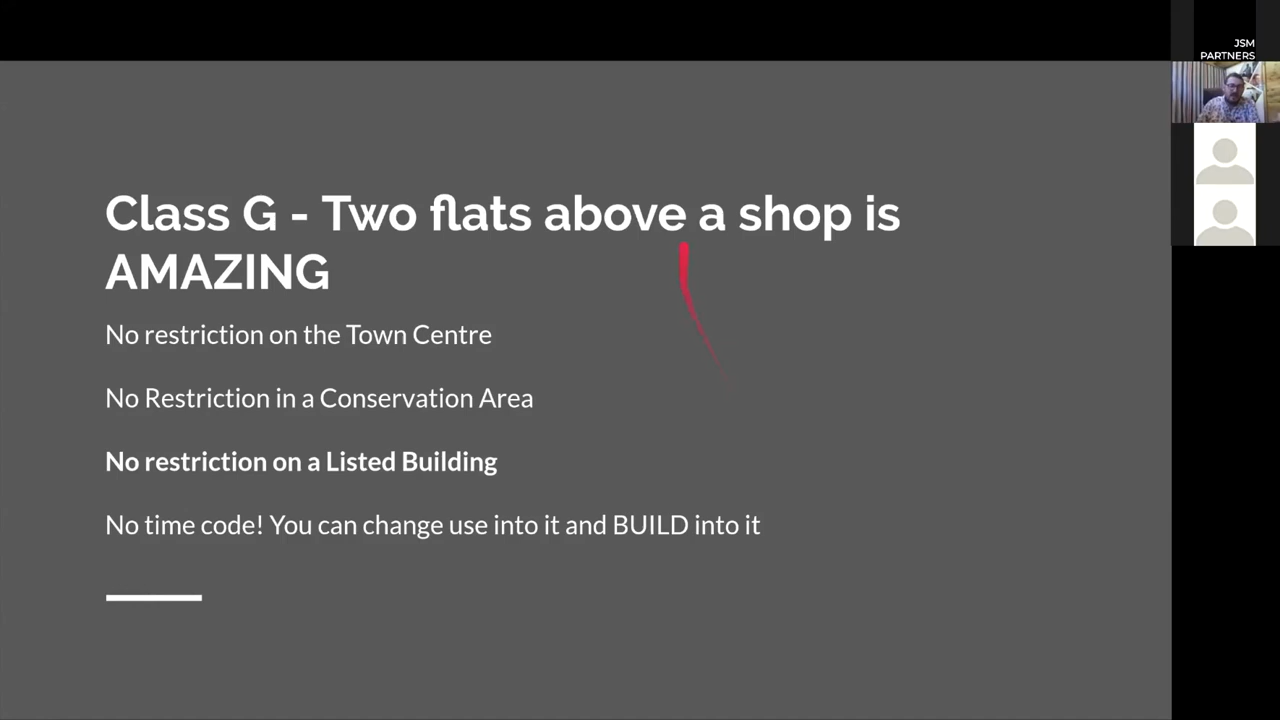 JSM
PARTNERS
Class G - Two flats above a shop is
AMAZING
No restriction on the Town Centre
No Restriction in a Conservation Area
No restriction on a Listed Building
No time code! You can change use into it and BUILD into it